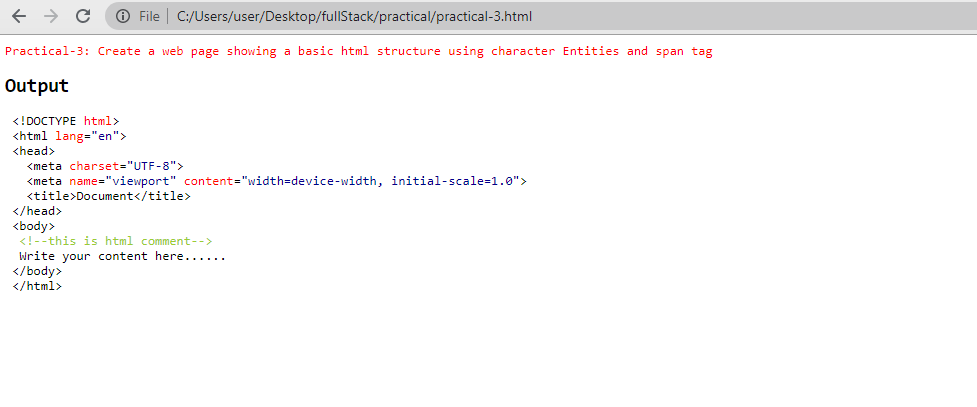 File C:/Users/user/Desktop/fullStack/practical/practical-3.html
Practical-3: Create a web page showing a basic html structure using character Entities and span tag
Output
<!DOCTYPE html>
<html lang="en">
<head>
<meta charset="UTF-8">
<meta name="viewport" content="width=device-width, initial-scale=1.0">
<title>Document</title>
</head>
<body>
<!--this is html comment-->
Write your content here......
</body>
</html>